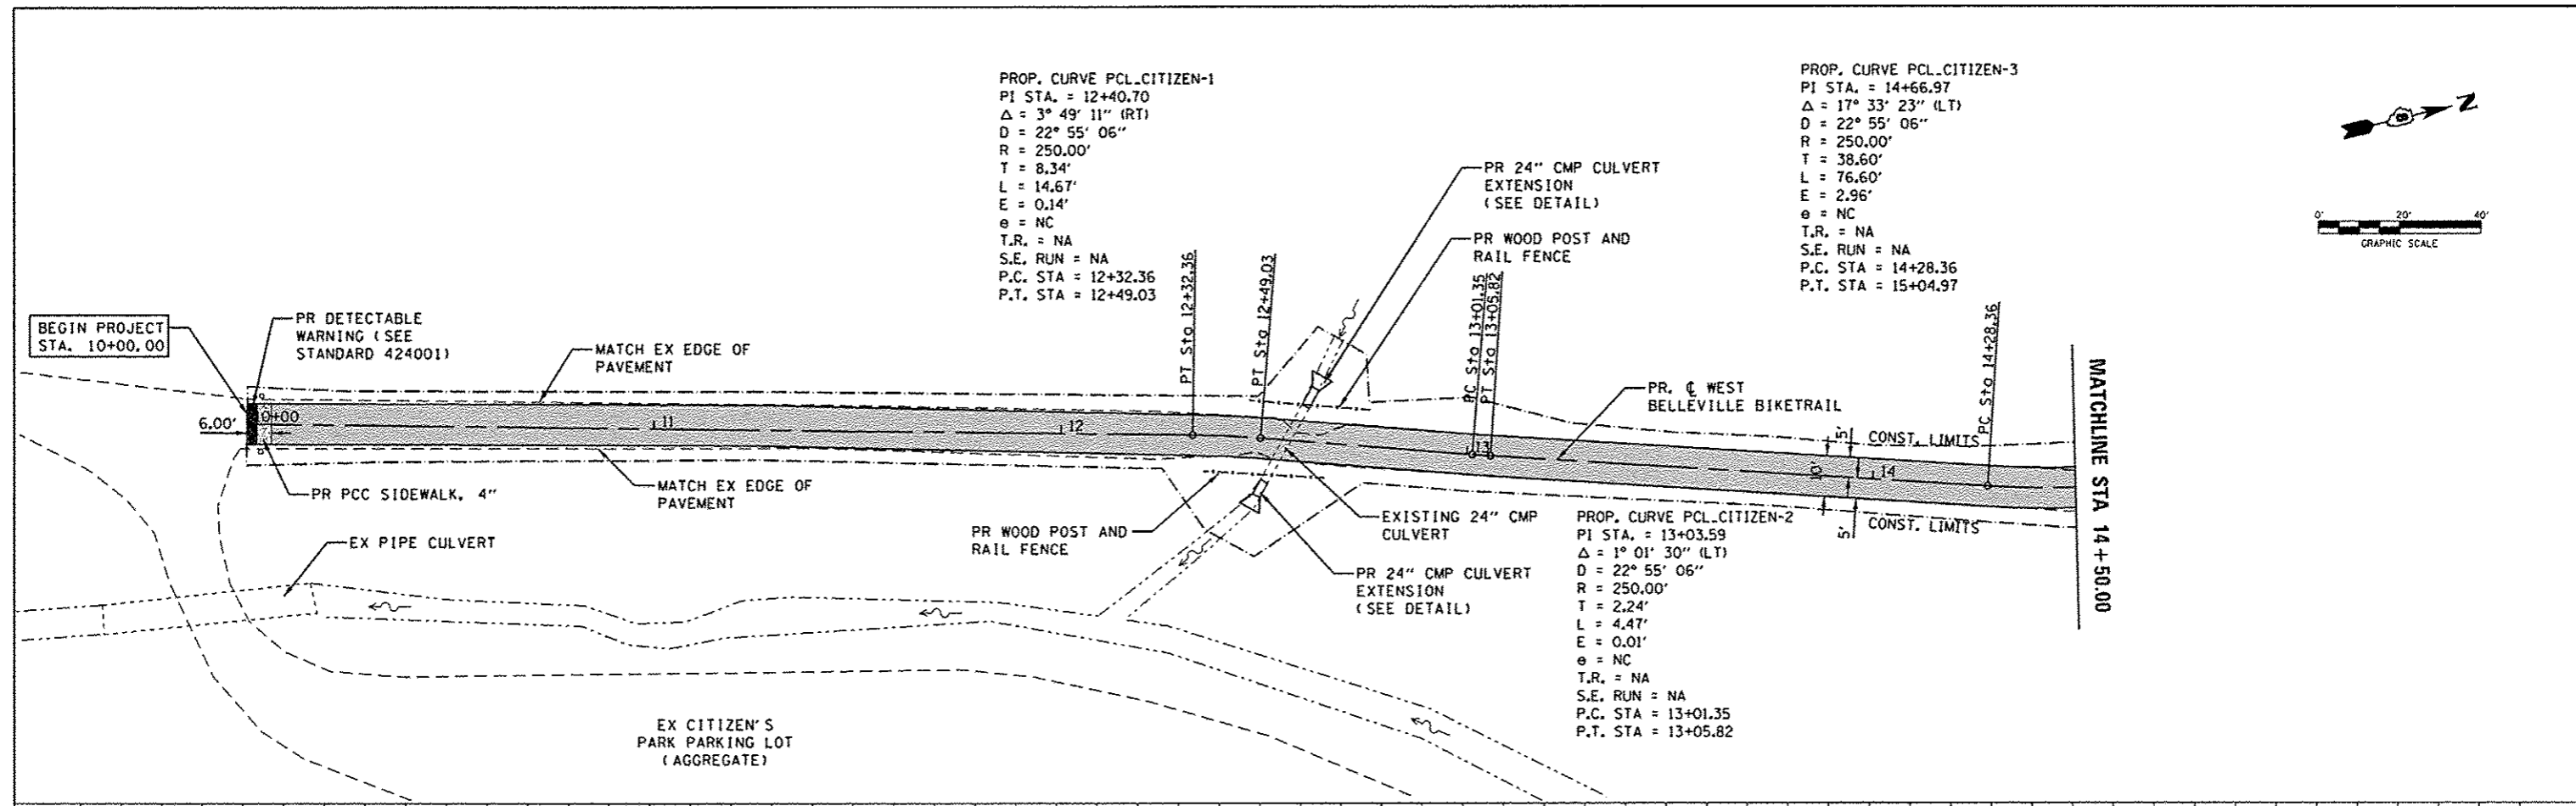 PROP. CURVE PCL_CITIZEN-1
PI STA. = 12+40.70
Δ = 3° 49' 11" (RT)
D = 22° 55' 06"
R = 250.00'
T = 8.34'
L = 14.67'
E = 0.14'
e = NC
T.R. = NA
S.E. RUN = NA
P.C. STA = 12+32.36
P.T. STA = 12+49.03
PROP. CURVE PCL_CITIZEN-3
PI STA. = 14+66.97
Δ = 17° 33' 23" (LT)
D = 22° 55' 06"
R = 250.00'
T = 38.60'
L = 76.60'
E = 2.96'
e = NC
T.R. = NA
S.E. RUN = NA
P.C. STA = 14+28.36
P.T. STA = 15+04.97
N
0' 20' 40'
GRAPHIC SCALE
PR 24" CMP CULVERT
EXTENSION
(SEE DETAIL)
PR WOOD POST AND
RAIL FENCE
BEGIN PROJECT
STA. 10+00.00
PR DETECTABLE
WARNING (SEE
STANDARD 424001)
MATCH EX EDGE OF
PAVEMENT
PT Sta 12+32.36
PT Sta 12+49.03
PC Sta 13+01.35
PT Sta 13+05.82
PC Sta 14+28.36
PR. ℄ WEST
BELLEVILLE BIKETRAIL
6.00'
10+00
11
12
13
14
5'
10'
5'
CONST. LIMITS
CONST. LIMITS
MATCHLINE STA 14+50.00
PR PCC SIDEWALK, 4"
MATCH EX EDGE OF
PAVEMENT
EX PIPE CULVERT
PR WOOD POST AND
RAIL FENCE
EXISTING 24" CMP
CULVERT
PR 24" CMP CULVERT
EXTENSION
(SEE DETAIL)
PROP. CURVE PCL_CITIZEN-2
PI STA. = 13+03.59
Δ = 1° 01' 30" (LT)
D = 22° 55' 06"
R = 250.00'
T = 2.24'
L = 4.47'
E = 0.01'
e = NC
T.R. = NA
S.E. RUN = NA
P.C. STA = 13+01.35
P.T. STA = 13+05.82
EX CITIZEN'S
PARK PARKING LOT
(AGGREGATE)